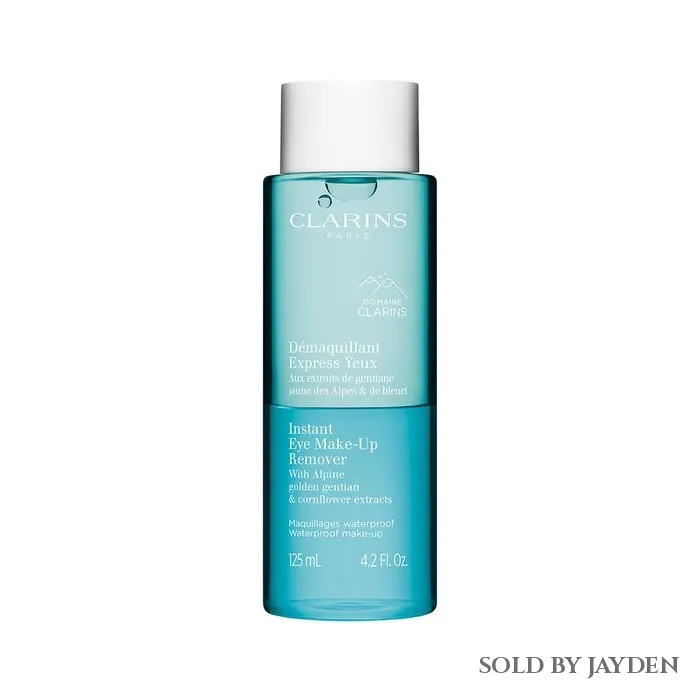 CLARINS
PARIS
DOMAINE
CLARINS
Démaquillant
Express Yeux
Aux extraits de gentiane
jaune des Alpes & de bleuet
Instant
Eye Make-Up
Remover
With Alpine
golden gentian
& cornflower extracts
Maquillages waterproof
Waterproof make-up
125 mL 4.2 Fl. Oz.
SOLD BY JAYDEN